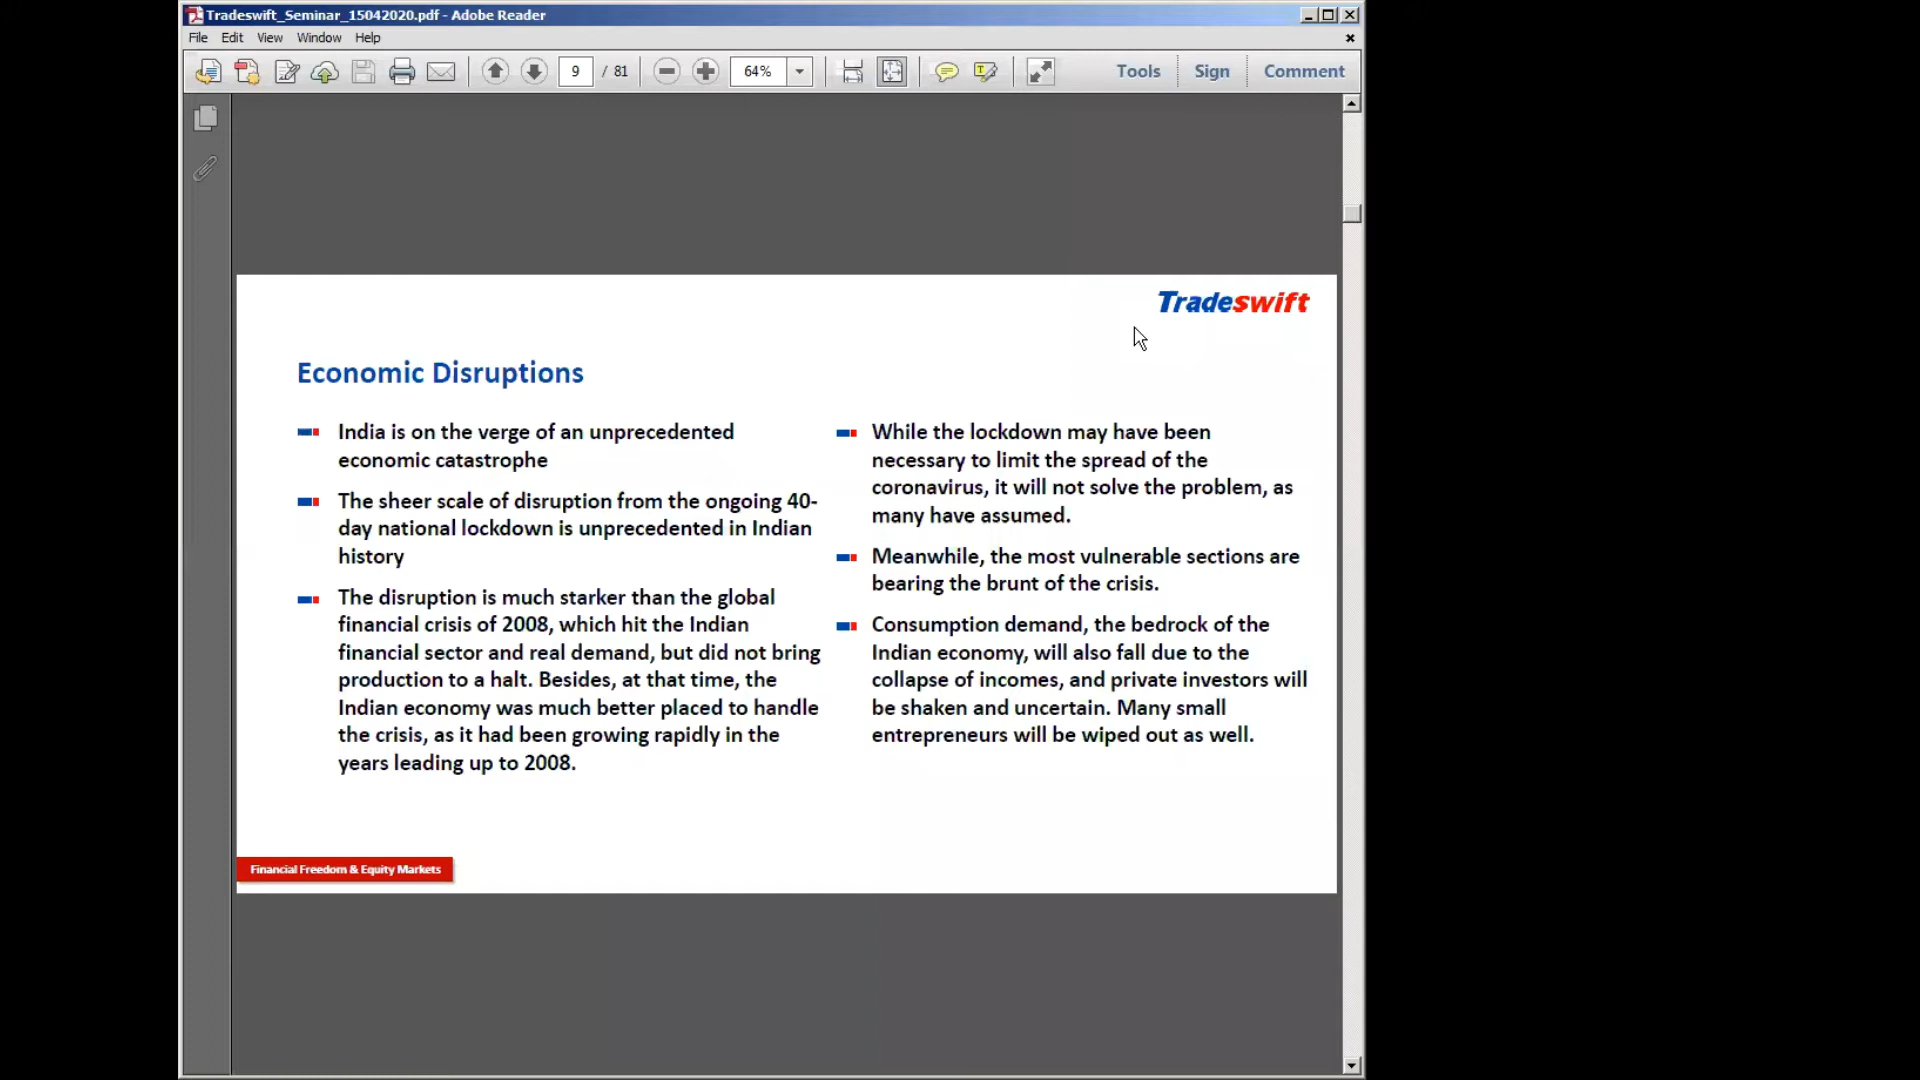 Tradeswift_Seminar_15042020.pdf - Adobe Reader
File Edit View Window Help
9 / 81 64% Tools Sign Comment
Tradeswift
Economic Disruptions
India is on the verge of an unprecedented
economic catastrophe
The sheer scale of disruption from the ongoing 40-
day national lockdown is unprecedented in Indian
history
The disruption is much starker than the global
financial crisis of 2008, which hit the Indian
financial sector and real demand, but did not bring
production to a halt. Besides, at that time, the
Indian economy was much better placed to handle
the crisis, as it had been growing rapidly in the
years leading up to 2008.
While the lockdown may have been
necessary to limit the spread of the
coronavirus, it will not solve the problem, as
many have assumed.
Meanwhile, the most vulnerable sections are
bearing the brunt of the crisis.
Consumption demand, the bedrock of the
Indian economy, will also fall due to the
collapse of incomes, and private investors will
be shaken and uncertain. Many small
entrepreneurs will be wiped out as well.
Financial Freedom & Equity Markets